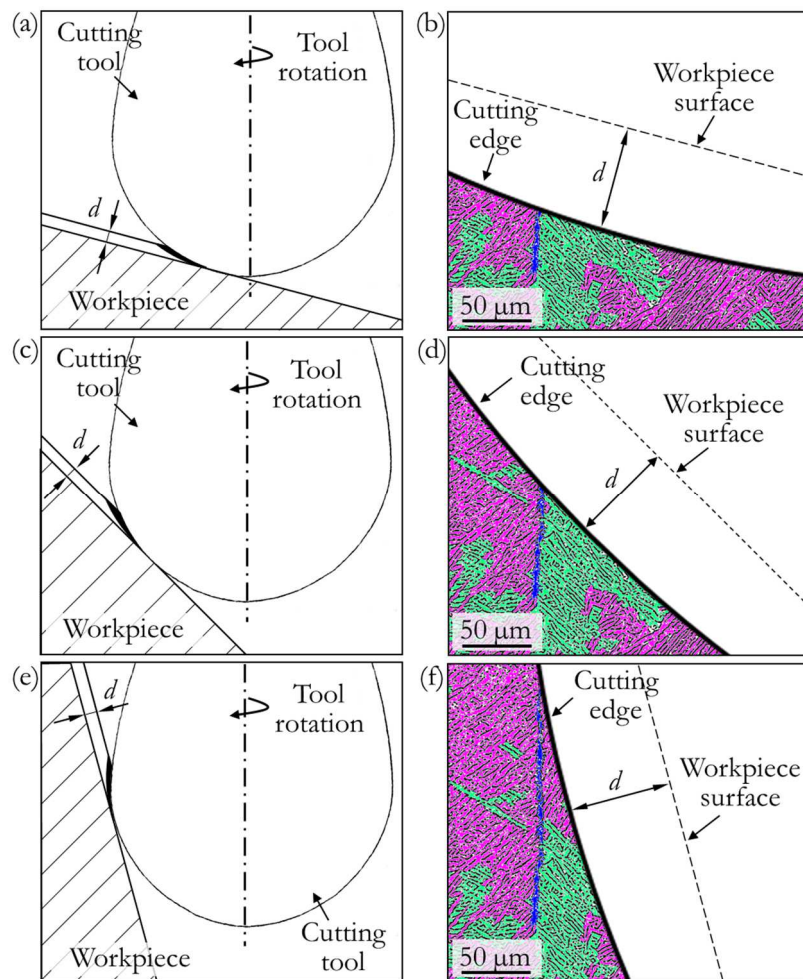 (a)
Cutting
tool
Tool
rotation
d
Workpiece
(b)
Workpiece
surface
Cutting
edge
d
50 µm
(c)
Cutting
tool
Tool
rotation
d
Workpiece
(d)
Cutting
edge
Workpiece
surface
d
50 µm
(e)
d
Tool
rotation
Workpiece
Cutting
tool
(f)
Cutting
edge
d
Workpiece
surface
50 µm